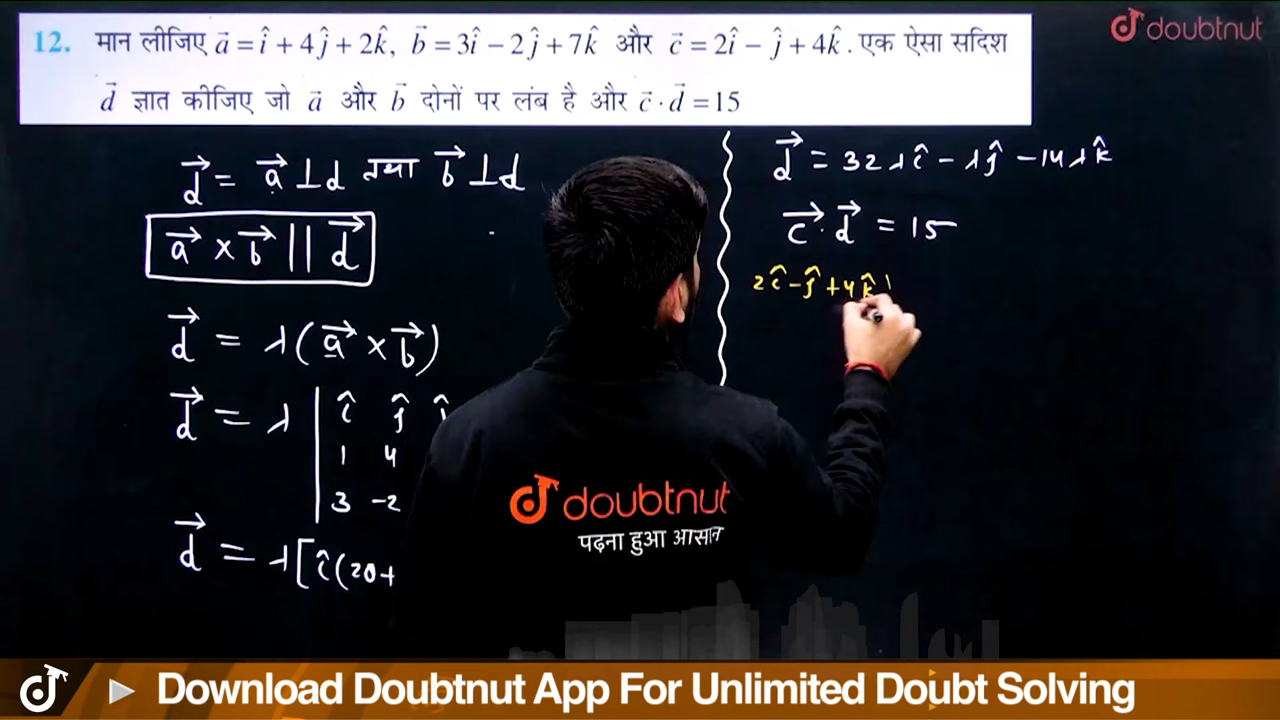 12. मान लीजिए a⃗ = î + 4ĵ + 2k̂, b⃗ = 3î − 2ĵ + 7k̂ और c⃗ = 2î − ĵ + 4k̂. एक ऐसा सदिश
d⃗ ज्ञात कीजिए जो a⃗ और b⃗ दोनों पर लंब है और c⃗ · d⃗ = 15
doubtnut
d⃗ = a⃗ ⊥ d तथा b⃗ ⊥ d
a⃗ × b⃗ || d⃗
d⃗ = λ(a⃗ × b⃗)
d⃗ = λ | î ĵ
1 4
3 -2
d⃗ = λ[î(28+
d⃗ = 32λî − λĵ − 14λk̂
c⃗ · d⃗ = 15
2î − ĵ + 4k̂
doubtnut
पढ़ना हुआ आसान
Download Doubtnut App For Unlimited Doubt Solving